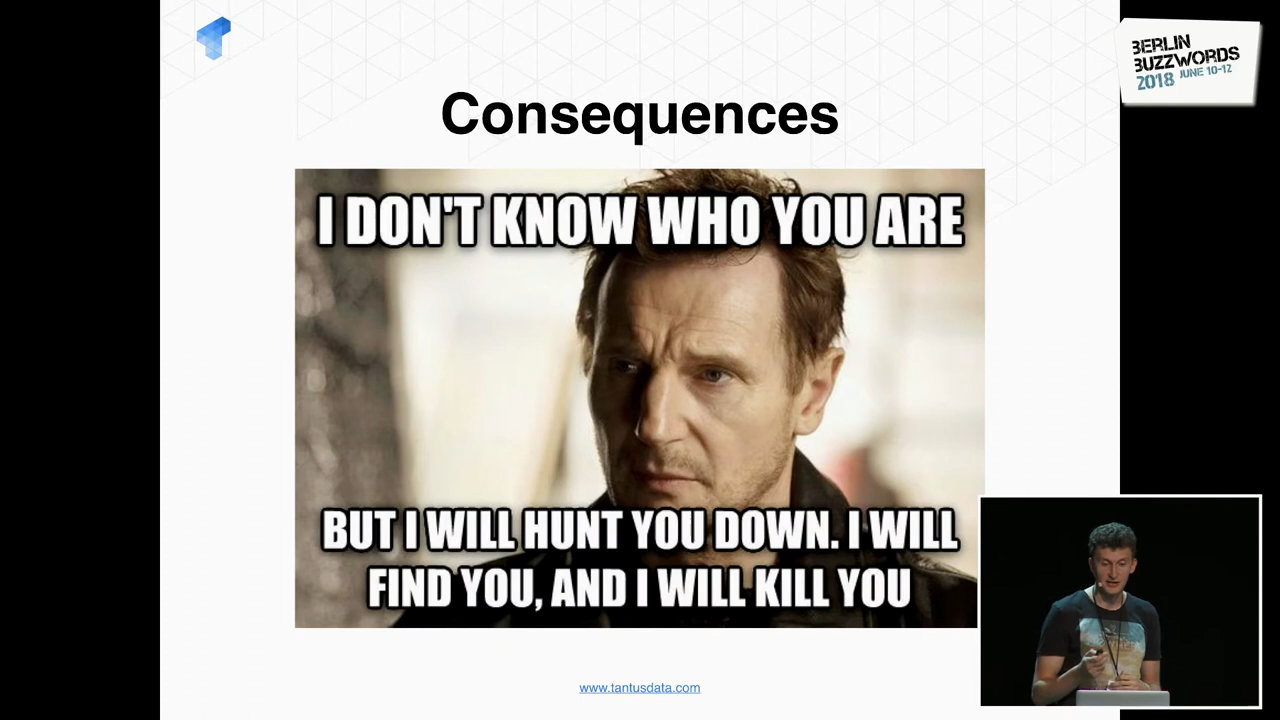 BERLIN
BUZZWORDS
2018 JUNE 10-12
Consequences
I DON'T KNOW WHO YOU ARE
BUT I WILL HUNT YOU DOWN. I WILL
FIND YOU, AND I WILL KILL YOU
www.tantusdata.com